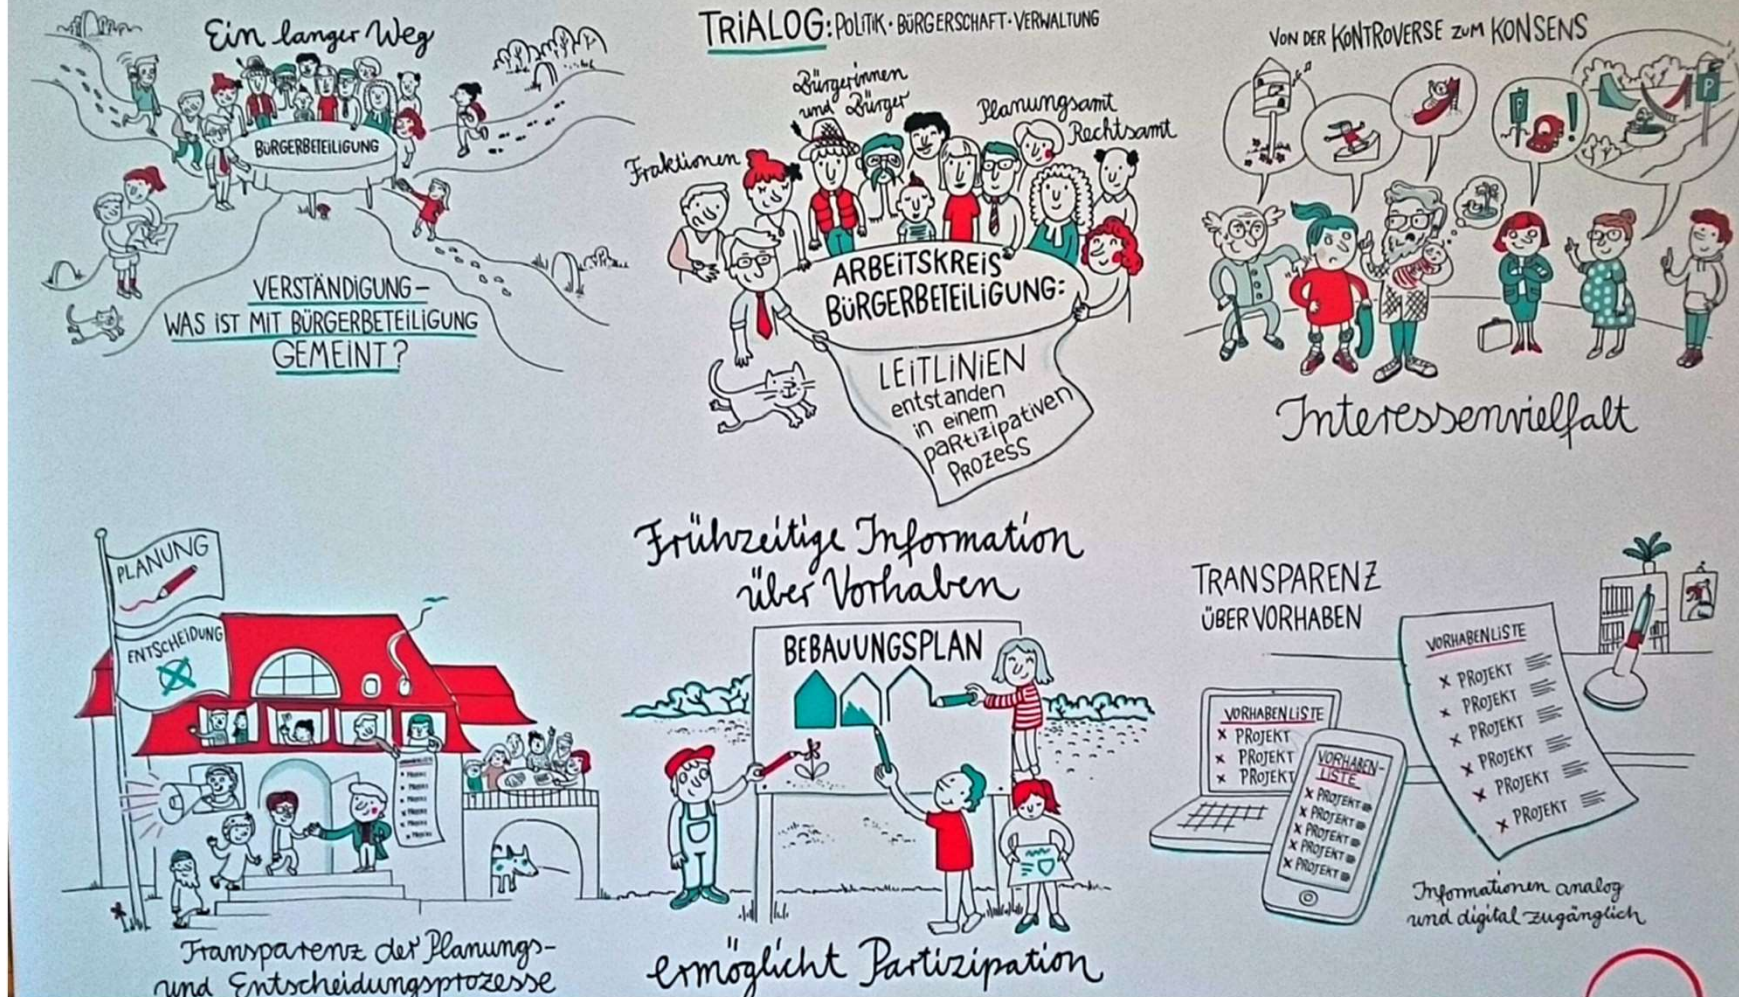 Ein langer Weg
BÜRGERBETEILIGUNG
VERSTÄNDIGUNG –
WAS IST MIT BÜRGERBETEILIGUNG
GEMEINT?
TRIALOG: POLITIK · BÜRGERSCHAFT · VERWALTUNG
Bürgerinnen
und Bürger
Fraktionen
Planungsamt
Rechtsamt
ARBEITSKREIS
BÜRGERBETEILIGUNG:
LEITLINIEN
entstanden
in einem
partizipativen
PROZESS
VON DER KONTROVERSE ZUM KONSENS
P
!
P
Interessenvielfalt
PLANUNG
ENTSCHEIDUNG
Transparenz der Planungs-
und Entscheidungsprozesse
Frühzeitige Information
über Vorhaben
BEBAUUNGSPLAN
ermöglicht Partizipation
TRANSPARENZ
ÜBER VORHABEN
VORHABENLISTE
x PROJEKT
x PROJEKT
x PROJEKT
x PROJEKT
x PROJEKT
x PROJEKT
VORHABENLISTE
x PROJEKT
x PROJEKT
x PROJEKT
VORHABEN-
LISTE
x PROJEKT
x PROJEKT
x PROJEKT
x PROJEKT
x PROJEKT
Informationen analog
und digital zugänglich